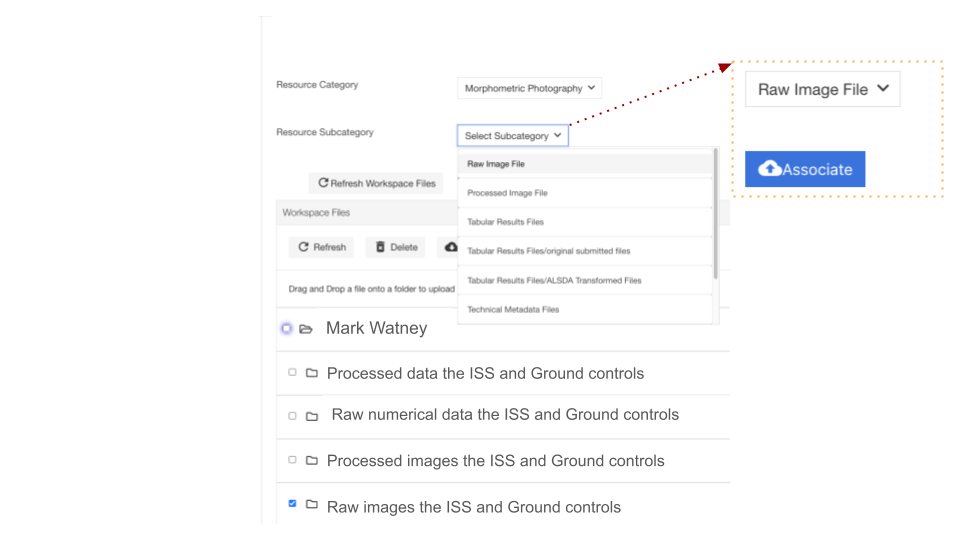 Resource Category
Morphometric Photography
Resource Subcategory
Select Subcategory
Raw Image File
Processed Image File
Tabular Results Files
Tabular Results Files/original submitted files
Tabular Results Files/ALSDA Transformed Files
Technical Metadata Files
Refresh Workspace Files
Workspace Files
Refresh
Delete
Drag and Drop a file onto a folder to upload
Mark Watney
Processed data the ISS and Ground controls
Raw numerical data the ISS and Ground controls
Processed images the ISS and Ground controls
Raw images the ISS and Ground controls
Raw Image File
Associate